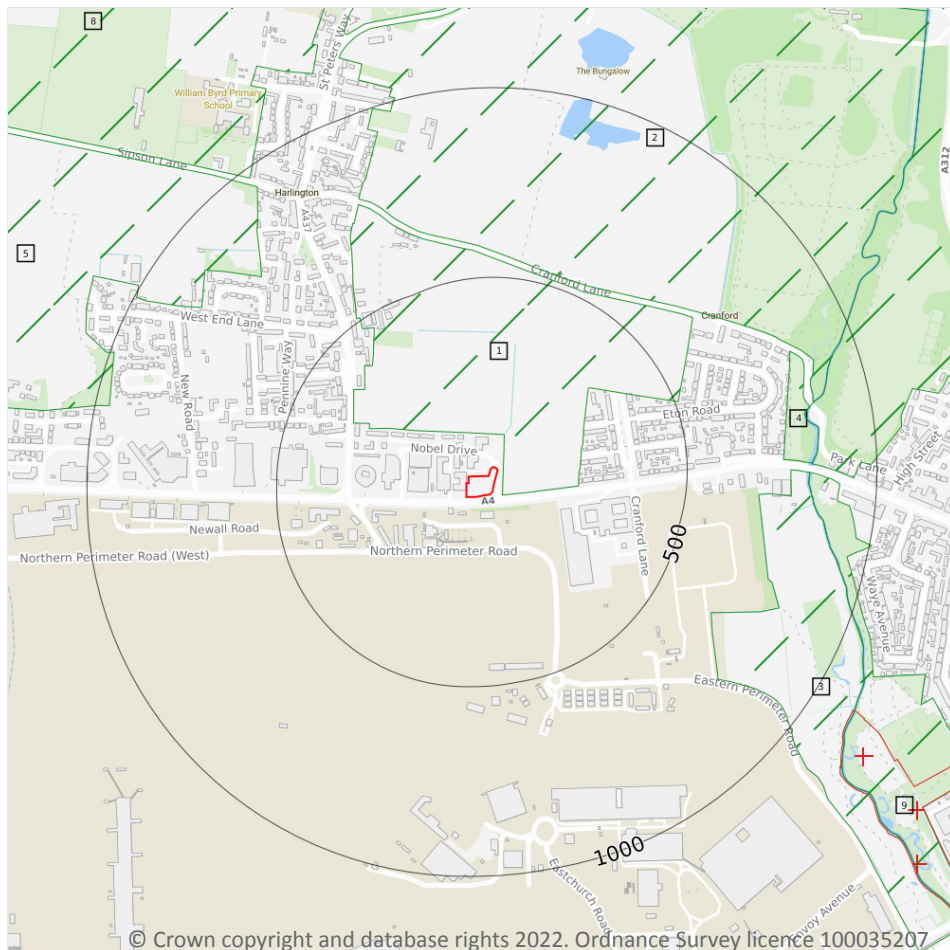 8
St Peters Way
The Bungalow
William Byrd Primary
School
2
A312
Sipson Lane
Harlington
A437
5
Cranford Lane
West End Lane
Cranford
1
Pennine Way
New Road
Eton Road
4
High Street
Nobel Drive
Park Lane
A4
Newall Road
Cranford Lane
500
Northern Perimeter Road (West)
Northern Perimeter Road
Waye Avenue
3
Eastern Perimeter Road
9
1000
Eastchurch Road
Envoy Avenue
© Crown copyright and database rights 2022. Ordnance Survey licence 100035207